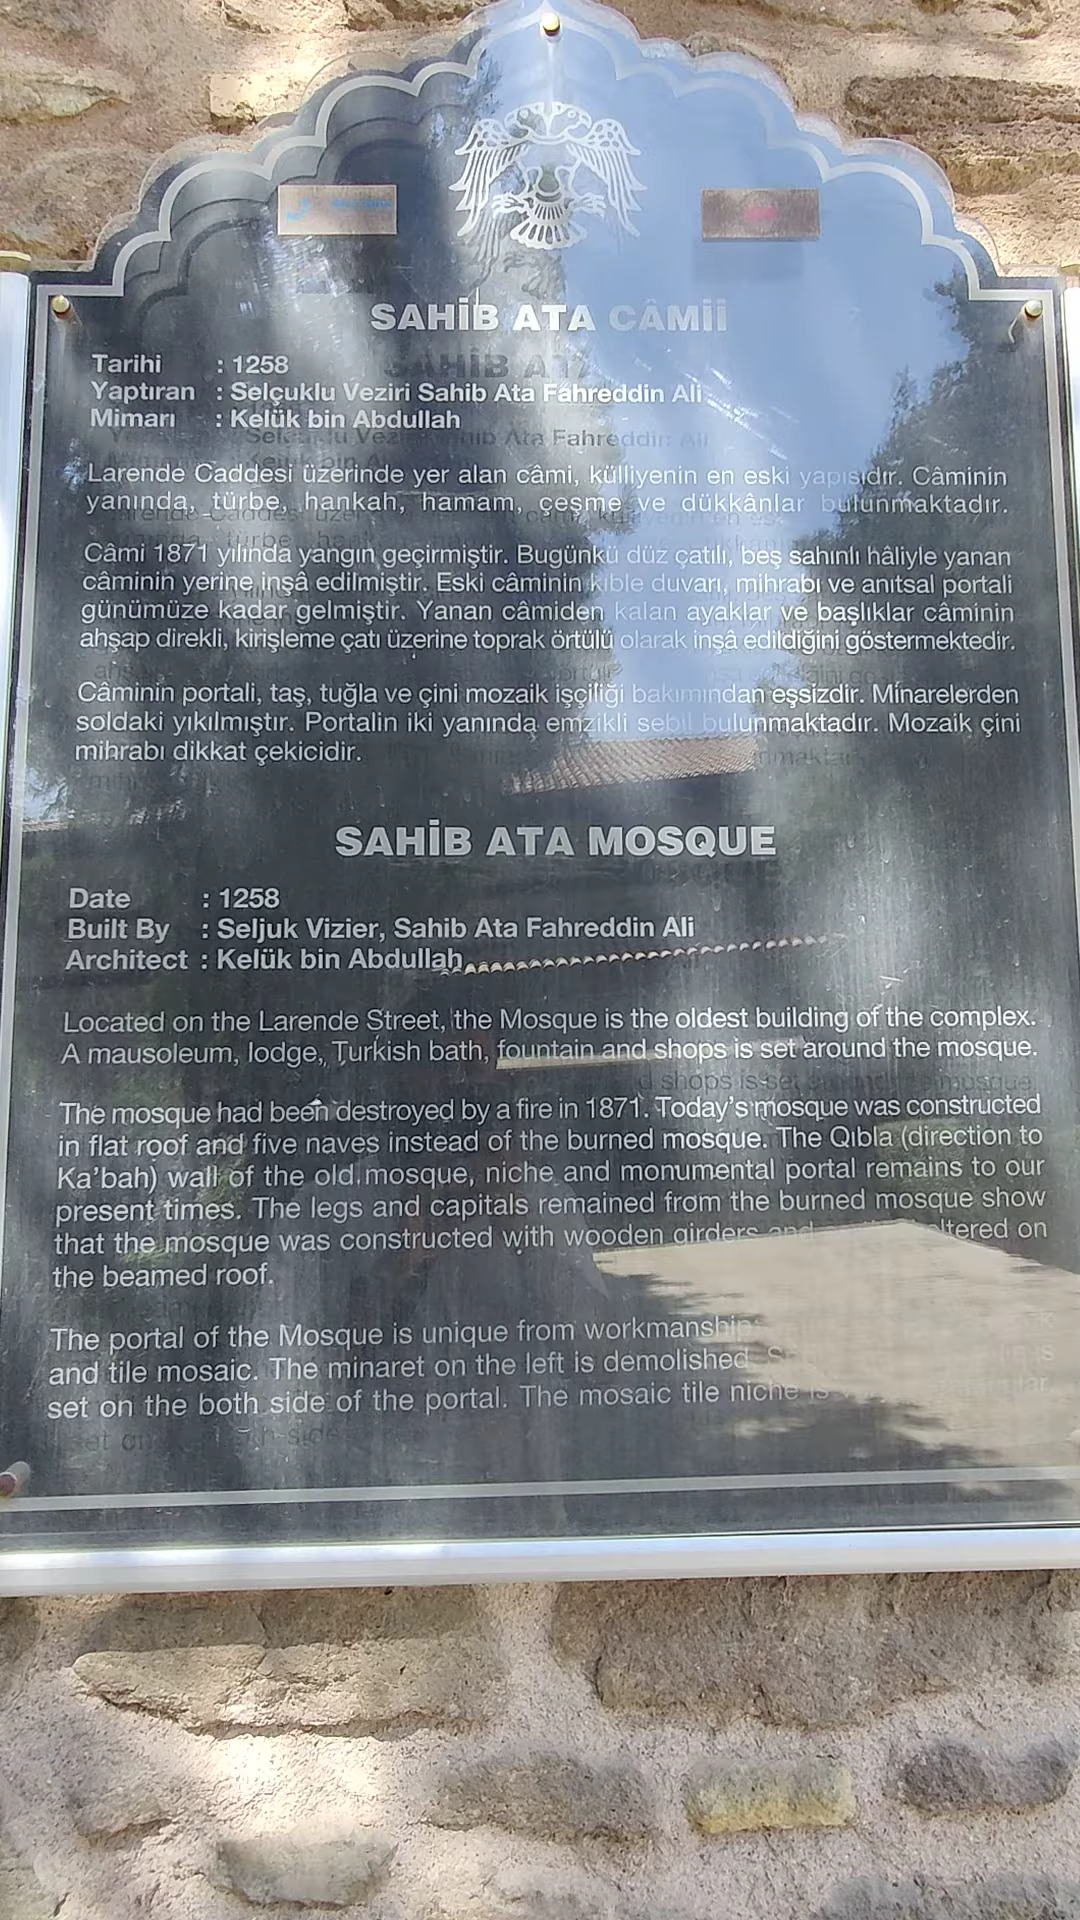 SAHİB ATA CÂMİİ
Tarihi : 1258
Yaptıran : Selçuklu Veziri Sahib Ata Fahreddin Ali
Mimarı : Kelük bin Abdullah
Larende Caddesi üzerinde yer alan câmi, külliyenin en eski yapısıdır. Câminin
yanında, türbe, hankah, hamam, çeşme ve dükkânlar bulunmaktadır.
Câmi 1871 yılında yangın geçirmiştir. Bugünkü düz çatılı, beş sahınlı hâliyle yanan
câminin yerine inşâ edilmiştir. Eski câminin kıble duvarı, mihrabı ve anıtsal portali
günümüze kadar gelmiştir. Yanan câmiden kalan ayaklar ve başlıklar câminin
ahşap direkli, kirişleme çatı üzerine toprak örtülü olarak inşâ edildiğini göstermektedir.
Câminin portali, taş, tuğla ve çini mozaik işçiliği bakımından eşsizdir. Minarelerden
soldaki yıkılmıştır. Portalin iki yanında emzikli sebil bulunmaktadır. Mozaik çini
mihrabı dikkat çekicidir.
SAHİB ATA MOSQUE
Date : 1258
Built By : Seljuk Vizier, Sahib Ata Fahreddin Ali
Architect : Kelük bin Abdullah
Located on the Larende Street, the Mosque is the oldest building of the complex.
A mausoleum, lodge, Turkish bath, fountain and shops is set around the mosque.
The mosque had been destroyed by a fire in 1871. Today's mosque was constructed
in flat roof and five naves instead of the burned mosque. The Qıbla (direction to
Ka'bah) wall of the old mosque, niche and monumental portal remains to our
present times. The legs and capitals remained from the burned mosque show
that the mosque was constructed with wooden girders and on
the beamed roof.
The portal of the Mosque is unique from workmanship
and tile mosaic. The minaret on the left is demolished is
set on the both side of the portal. The mosaic tile niche is